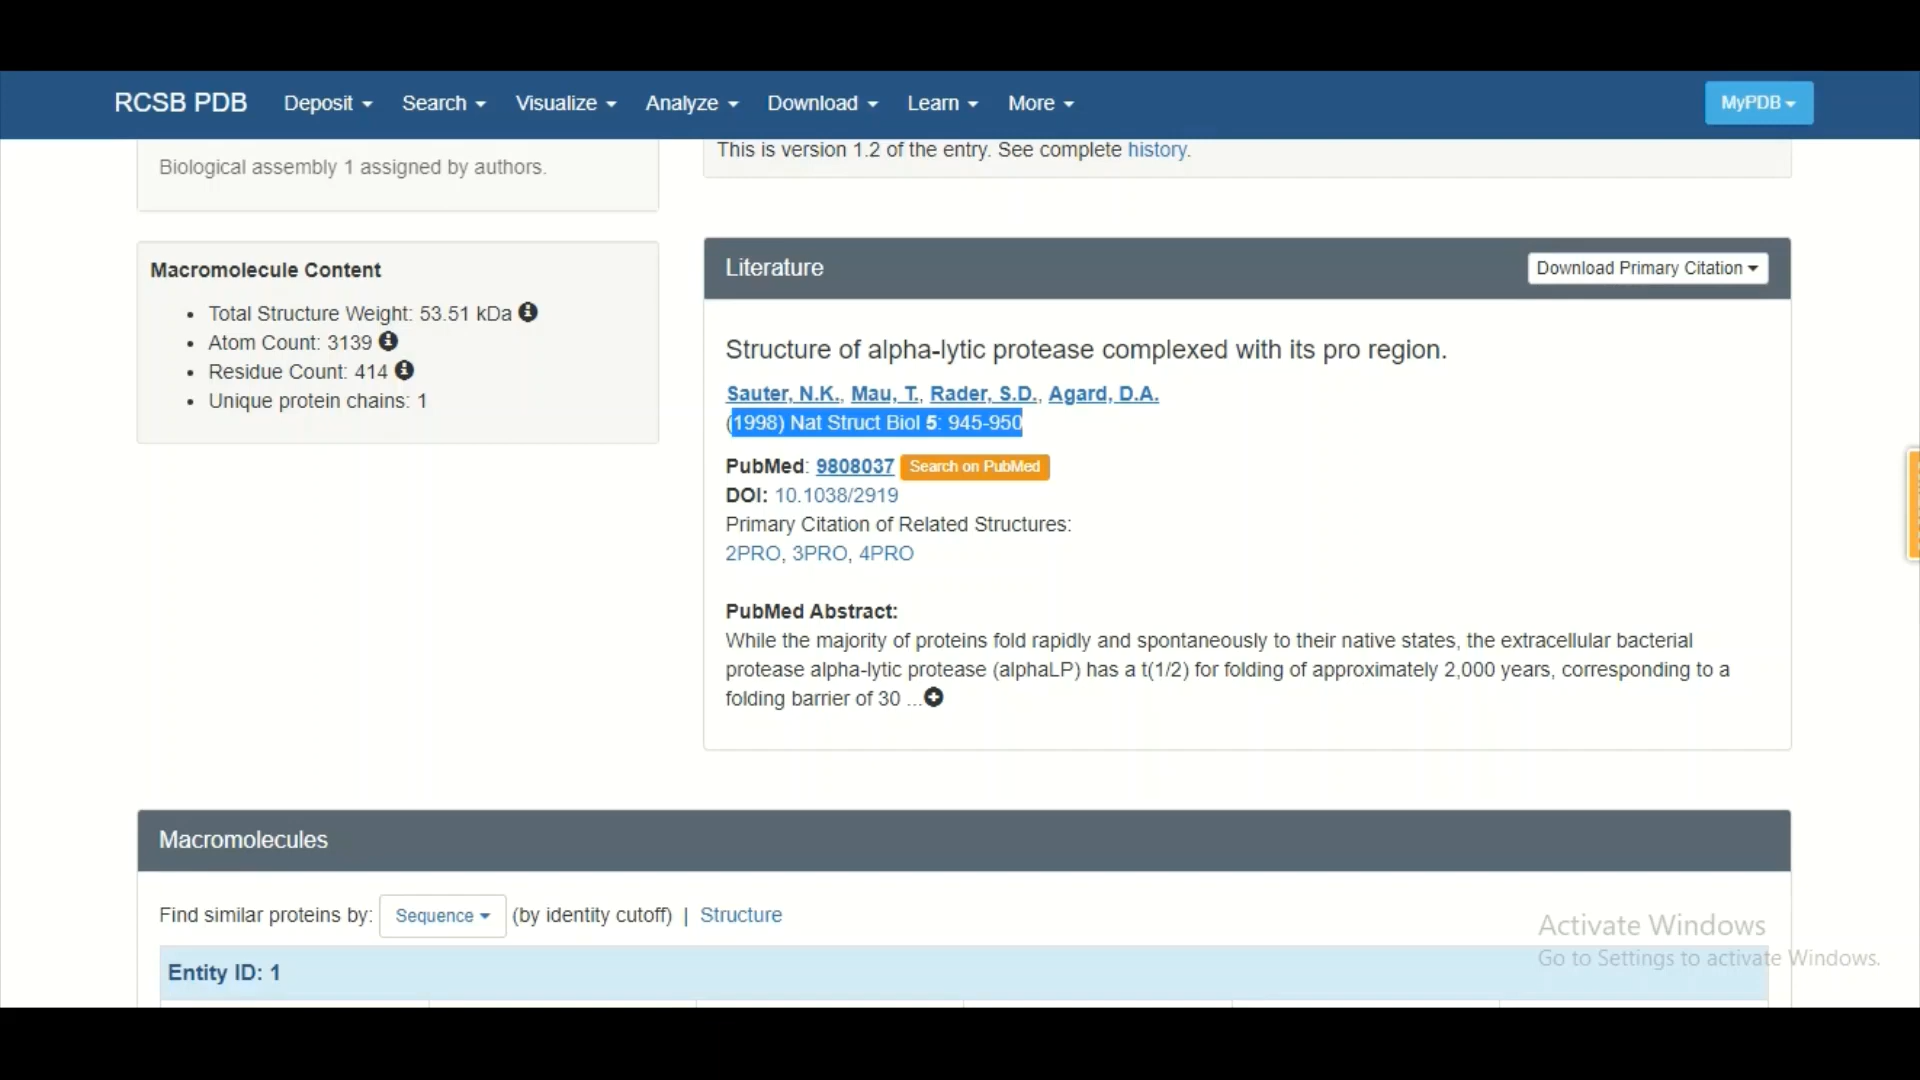 RCSB PDB Deposit Search Visualize Analyze Download Learn More MyPDB
Biological assembly 1 assigned by authors.
This is version 1.2 of the entry. See complete history.
Macromolecule Content
Total Structure Weight: 53.51 kDa
Atom Count: 3139
Residue Count: 414
Unique protein chains: 1
Literature
Download Primary Citation
Structure of alpha-lytic protease complexed with its pro region.
Sauter, N.K., Mau, T., Rader, S.D., Agard, D.A.
(1998) Nat Struct Biol 5: 945-950
PubMed: 9808037 Search on PubMed
DOI: 10.1038/2919
Primary Citation of Related Structures:
2PRO, 3PRO, 4PRO
PubMed Abstract:
While the majority of proteins fold rapidly and spontaneously to their native states, the extracellular bacterial
protease alpha-lytic protease (alphaLP) has a t(1/2) for folding of approximately 2,000 years, corresponding to a
folding barrier of 30 ...
Macromolecules
Find similar proteins by: Sequence (by identity cutoff) | Structure
Entity ID: 1
Activate Windows
Go to Settings to activate Windows.